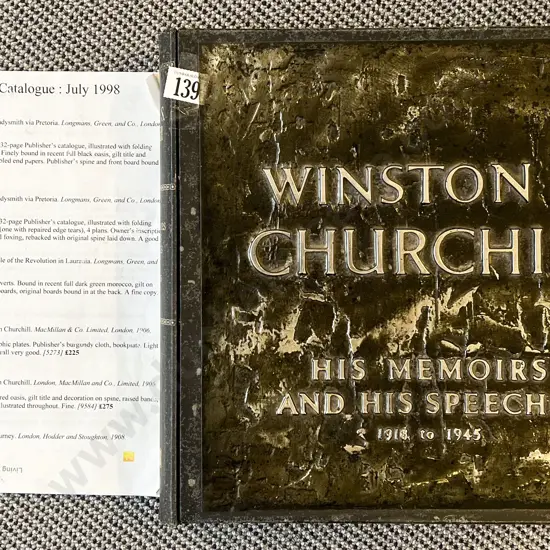 Catalogue : July 1998
dysmith via Pretoria. Longmans, Green, and Co., London
32-page Publisher's catalogue, illustrated with folding
Finely bound in recent full black oasis, gilt title and
bled end papers. Publisher's spine and front board bound
dysmith via Pretoria. Longmans, Green, and Co., London
32-page Publisher's catalogue, illustrated with folding
(one with repaired edge tears), 4 plans. Owner's inscriptio
l foxing, rebacked with original spine laid down. A good
le of the Revolution in Laurania. Longmans, Green, and
verts. Bound in recent full dark green morocco, gilt on
oards, original boards bound in at the back. A fine copy
n Churchill. MacMillan & Co. Limited, London, 1906.
phic plates. Publisher's burgundy cloth, bookplate. Light
rall very good. [5273] £225
n Churchill. London, MacMillan and Co., Limited, 1906
red oasis, gilt title and decoration on spine, raised bands,
llustrated throughout. Fine. [9384] £275
urney. London, Hodder and Stoughton, 1908
139
WINSTON
CHURCHI
HIS MEMOIRS
AND HIS SPEECHE
1918 to 1945